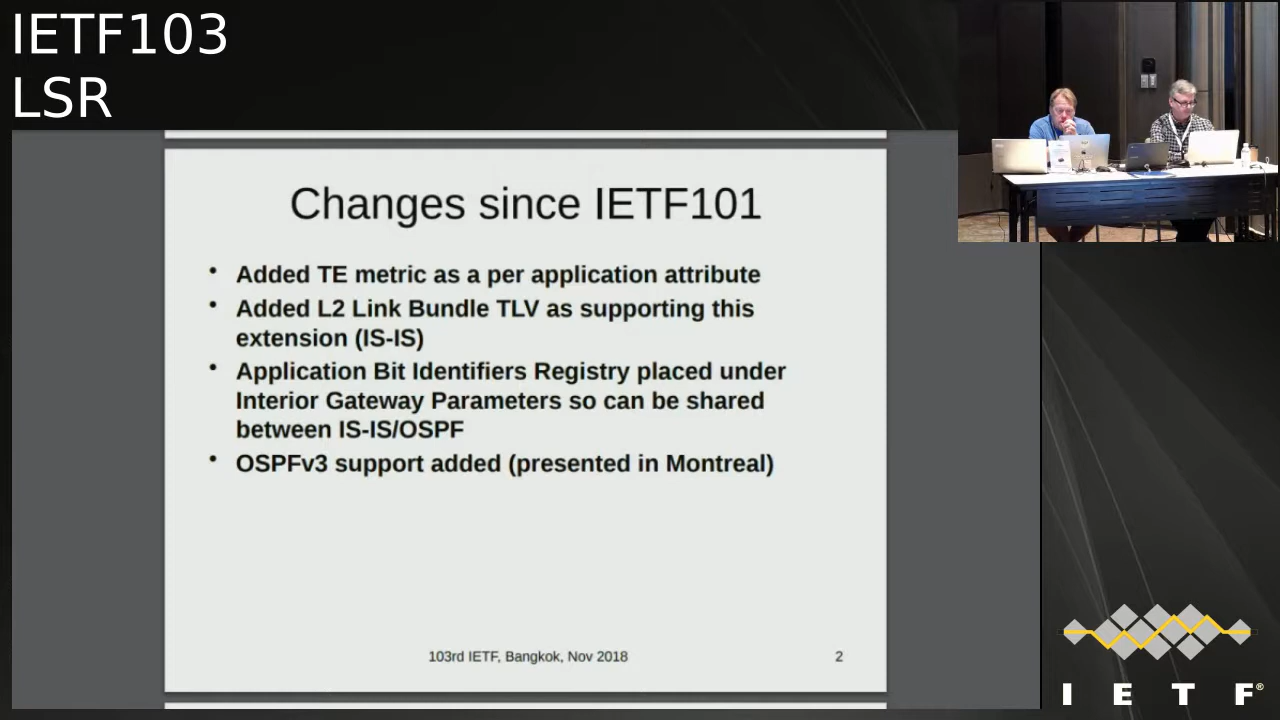 IETF103
LSR
Changes since IETF101
• Added TE metric as a per application attribute
• Added L2 Link Bundle TLV as supporting this
extension (IS-IS)
• Application Bit Identifiers Registry placed under
Interior Gateway Parameters so can be shared
between IS-IS/OSPF
• OSPFv3 support added (presented in Montreal)
103rd IETF, Bangkok, Nov 2018
2
I E T F®